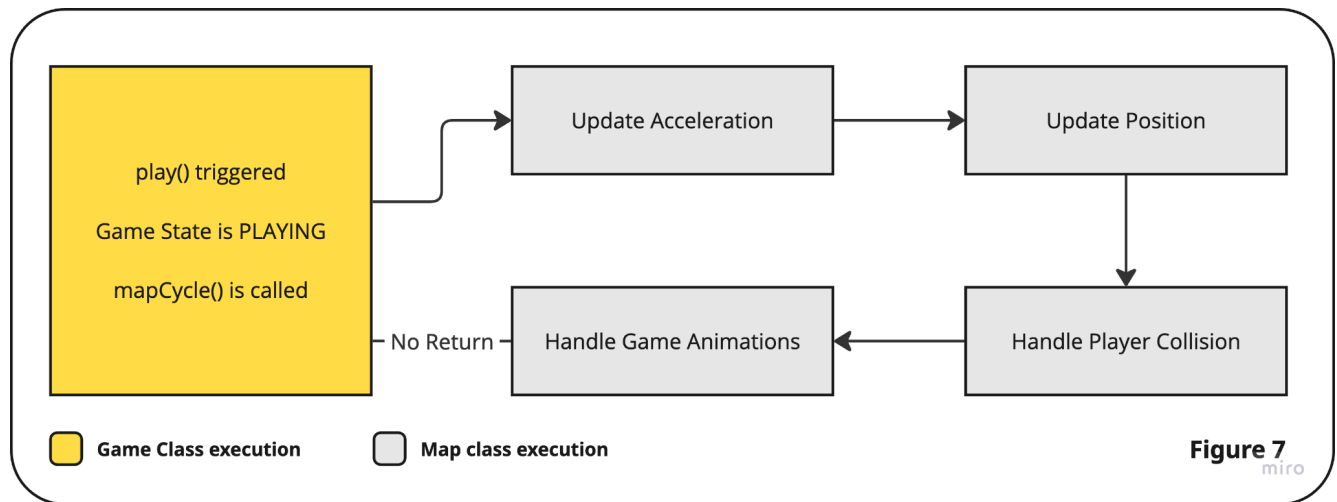 play() triggered
Game State is PLAYING
mapCycle() is called
Update Acceleration
Update Position
Handle Player Collision
Handle Game Animations
No Return
Game Class execution
Map class execution
Figure 7
miro